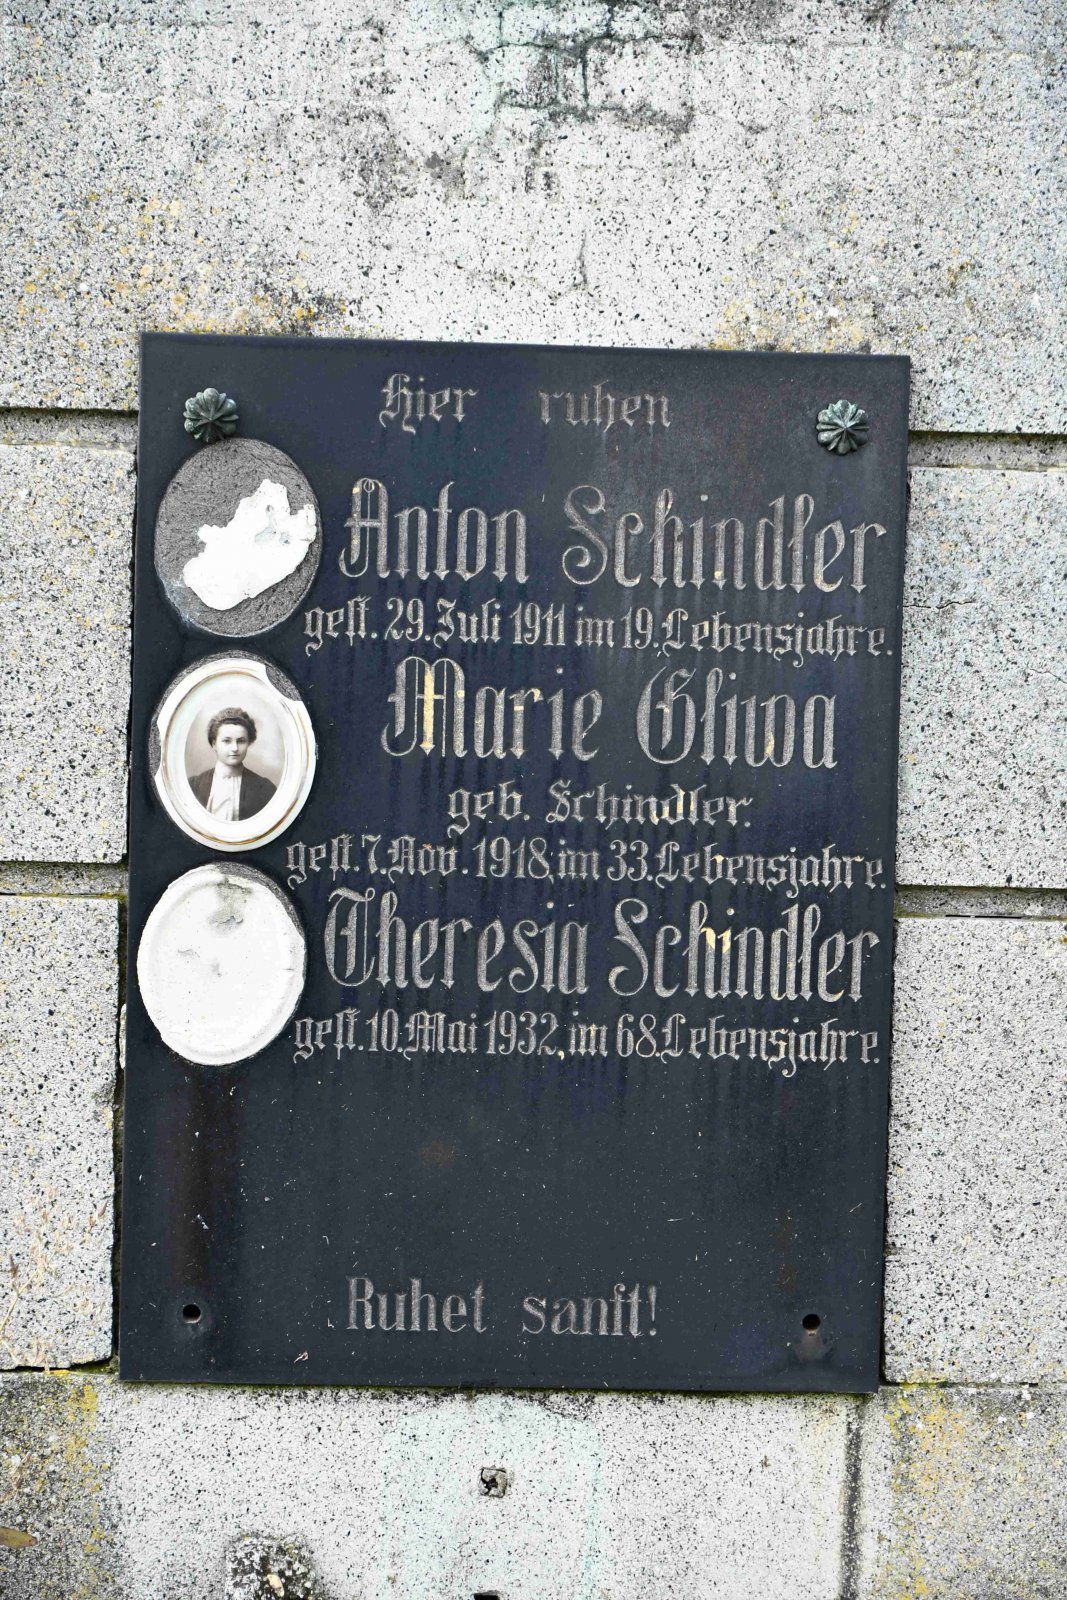 Hier ruhen
Anton Schindler
gest. 29. Juli 1911 im 19. Lebensjahre.
Marie Gliwa
geb. Schindler.
gest. 7. Nov. 1918, im 33. Lebensjahre.
Theresia Schindler
gest. 10. Mai 1932, im 68. Lebensjahre.
Ruhet sanft!